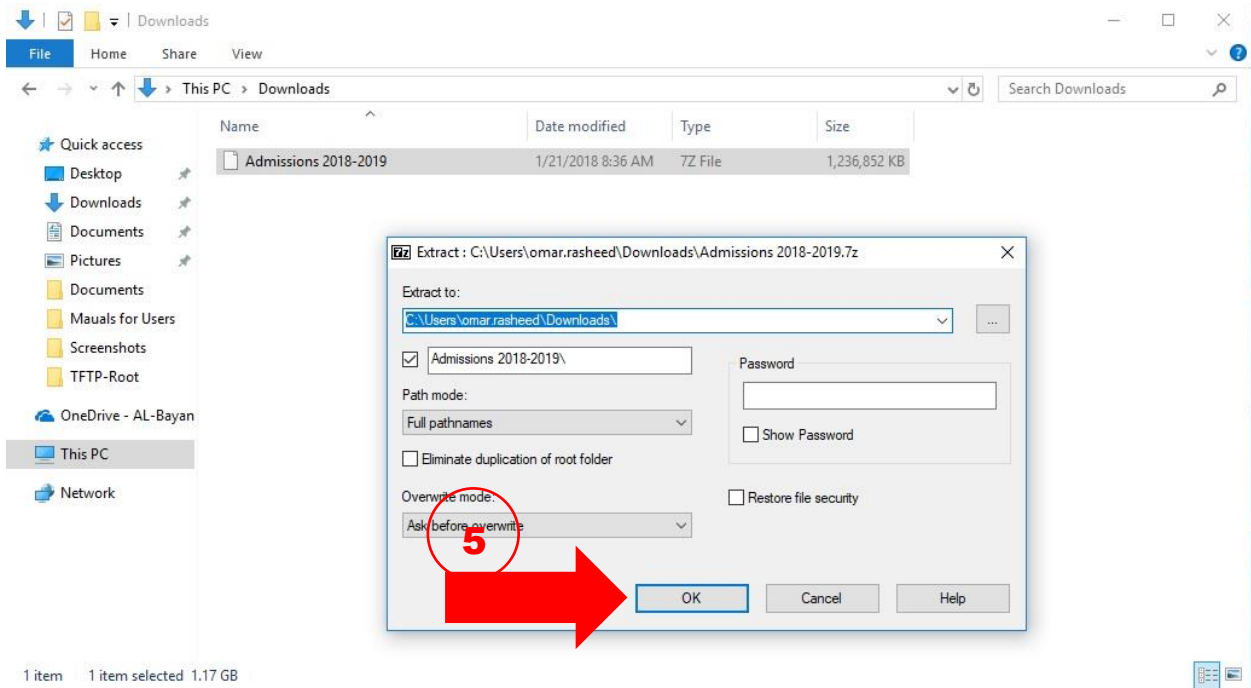 Downloads
File Home Share View
This PC > Downloads
Search Downloads
Name Date modified Type Size
Admissions 2018-2019 1/21/2018 8:36 AM 7Z File 1,236,852 KB
Quick access
Desktop
Downloads
Documents
Pictures
Documents
Mauals for Users
Screenshots
TFTP-Root
OneDrive - AL-Bayan
This PC
Network
7z Extract : C:\Users\omar.rasheed\Downloads\Admissions 2018-2019.7z
Extract to:
C:\Users\omar.rasheed\Downloads\
...
Admissions 2018-2019\
Password
Path mode:
Full pathnames
Show Password
Eliminate duplication of root folder
Overwrite mode:
Restore file security
Ask before overwrite
5
OK Cancel Help
1 item 1 item selected 1.17 GB